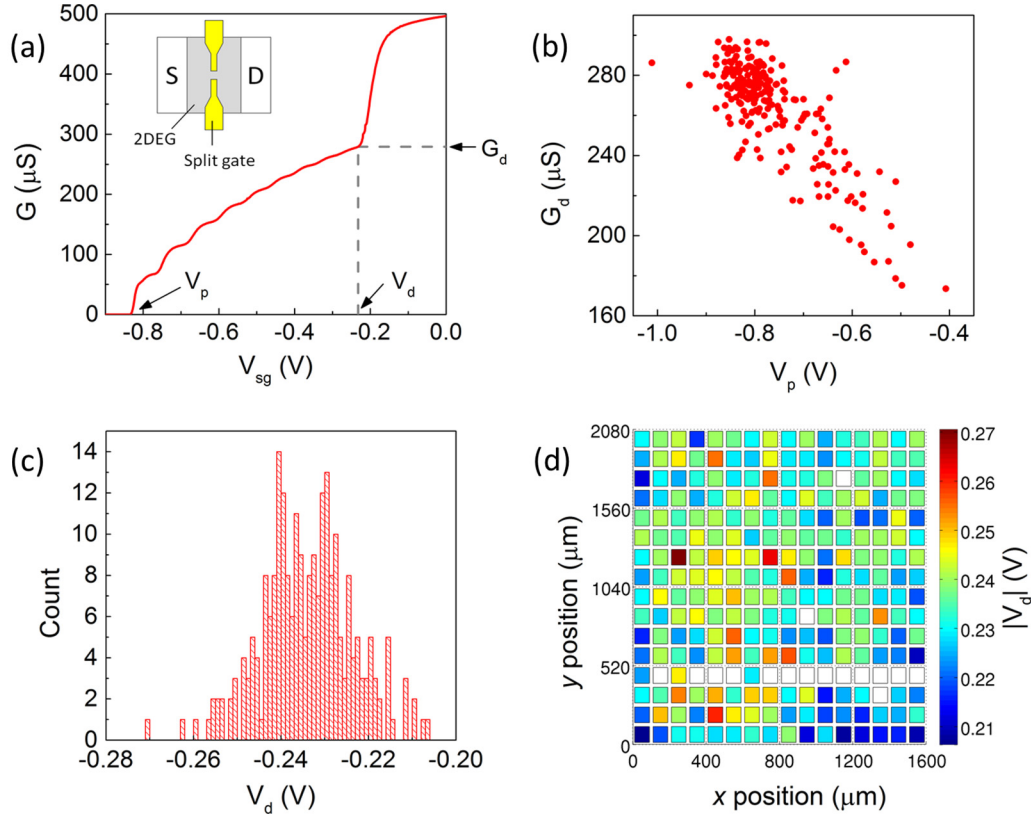 (a)
500
400
300
200
100
0
G (μS)
S
D
2DEG
Split gate
G_d
V_p
V_d
-0.8
-0.6
-0.4
-0.2
0.0
V_sg (V)
(b)
280
240
200
160
G_d (μS)
-1.0
-0.8
-0.6
-0.4
V_p (V)
(c)
14
12
10
8
6
4
2
0
Count
-0.28
-0.26
-0.24
-0.22
-0.20
V_d (V)
(d)
2080
1560
1040
520
0
y position (μm)
0
400
800
1200
1600
x position (μm)
0.27
0.26
0.25
0.24
0.23
0.22
0.21
|V_d| (V)